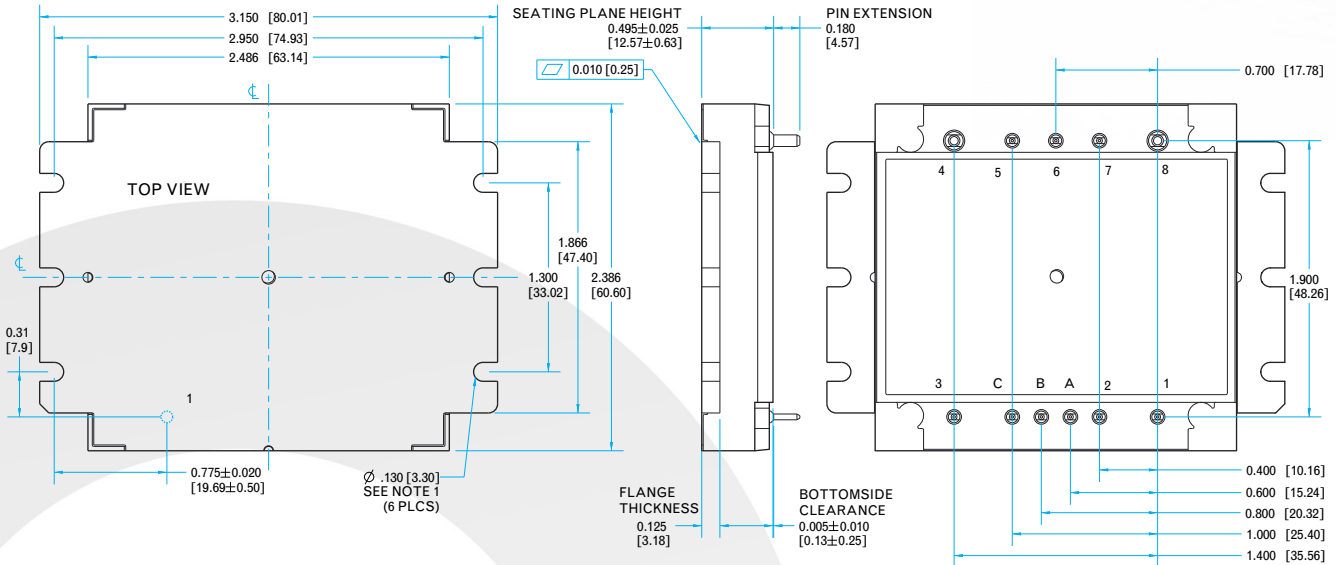 3.150 [80.01]
2.950 [74.93]
2.486 [63.14]
℄
TOP VIEW
℄
1.866
[47.40]
1.300
[33.02]
2.386
[60.60]
0.31
[7.9]
1
0.775±0.020
[19.69±0.50]
Ø .130 [3.30]
SEE NOTE 1
(6 PLCS)
SEATING PLANE HEIGHT
0.495±0.025
[12.57±0.63]
PIN EXTENSION
0.180
[4.57]
⏥ 0.010 [0.25]
FLANGE
THICKNESS
0.125
[3.18]
BOTTOMSIDE
CLEARANCE
0.005±0.010
[0.13±0.25]
0.700 [17.78]
4 5 6 7 8
1.900
[48.26]
3 C B A 2 1
0.400 [10.16]
0.600 [15.24]
0.800 [20.32]
1.000 [25.40]
1.400 [35.56]